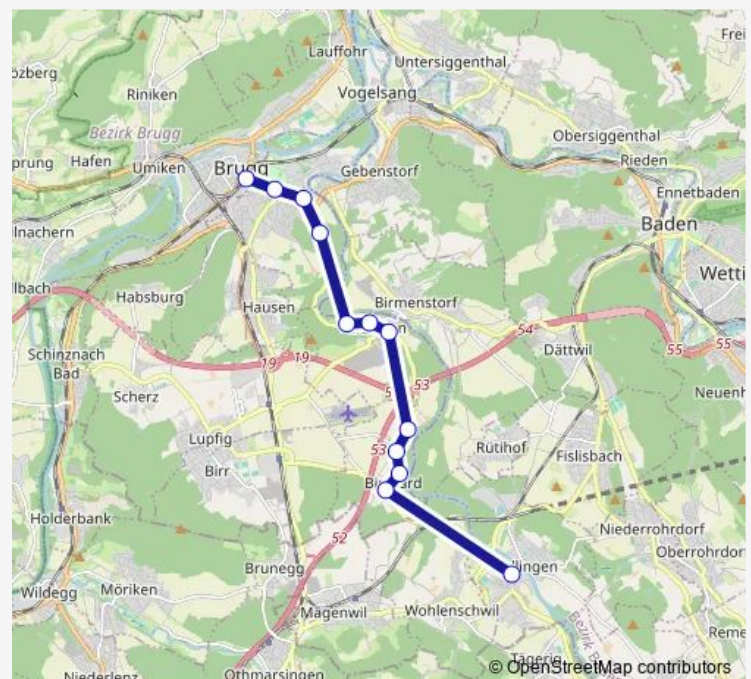 Lauffohr
Frei
Untersiggenthal
özberg
Riniken
Vogelsang
Bezirk Brugg
Obersiggenthal
prung
Hafen
Umiken
Brugg
Gebenstorf
Rieden
Ennetbaden
Baden
llnachern
Wetti
llbach
Habsburg
Hausen
Birmenstorf
54
Schinznach
Bad
19
19
Dättwil
55
55
53
Scherz
Neuenh
Lupfig
53
Rütihof
Fislisbach
Birr
Holderbank
52
Niederrohrdorf
Oberrohrdor
Brunegg
llingen
Wildegg
Möriken
Mägenwil
Wohlenschwil
Reme
Tägerig
Niederlenz
Othmarsingen
© OpenStreetMap contributors